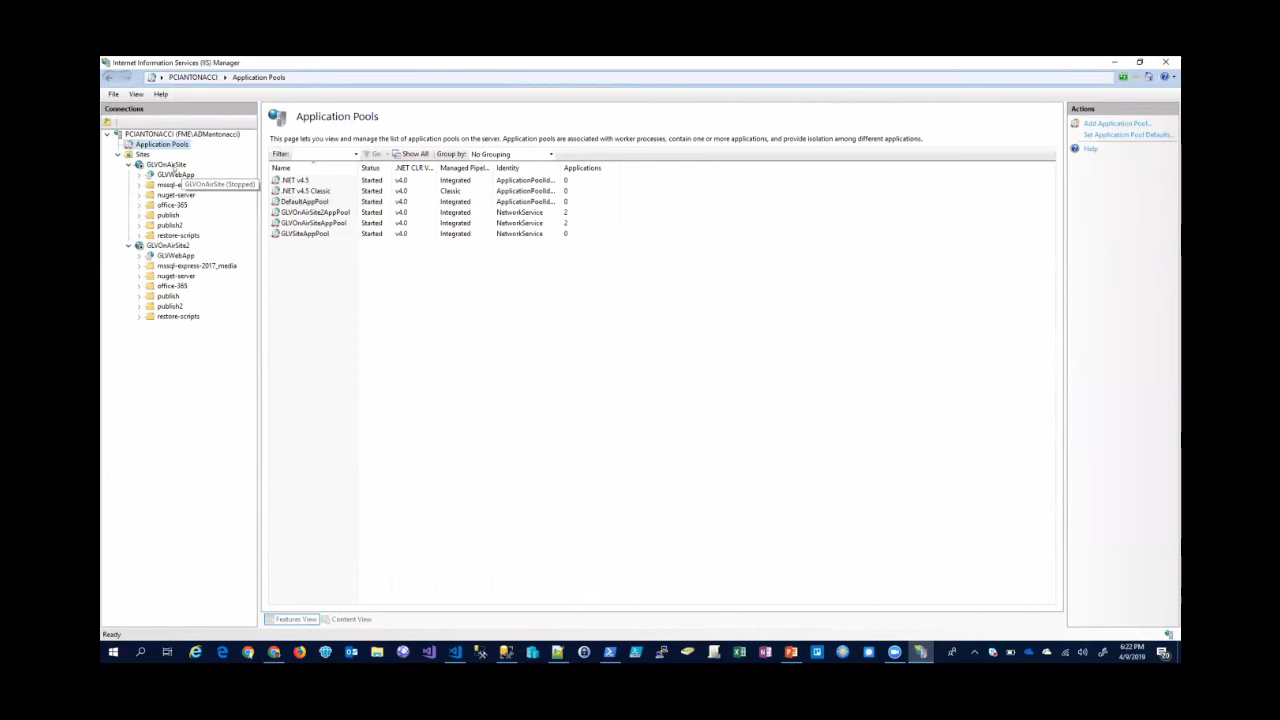 Internet Information Services (IIS) Manager
PCIANTONACCI
Application Pools
File View Help
Connections
PCIANTONACCI (FME\ADMantonacci)
Application Pools
Sites
GLVOnAirSite
GLVWebApp
mssql-e
GLVOnAirSite (Stopped)
nuget-server
office-365
publish
publish2
restore-scripts
GLVOnAirSite2
GLVWebApp
mssql-express-2017_media
nuget-server
office-365
publish
publish2
restore-scripts
Application Pools
This page lets you view and manage the list of application pools on the server. Application pools are associated with worker processes, contain one or more applications, and provide isolation among different applications.
Filter: Go Show All Group by: No Grouping
Name Status .NET CLR V... Managed Pipel... Identity Applications
.NET v4.5 Started v4.0 Integrated ApplicationPoolId... 0
.NET v4.5 Classic Started v4.0 Classic ApplicationPoolId... 0
DefaultAppPool Started v4.0 Integrated ApplicationPoolId... 0
GLVOnAirSite2AppPool Started v4.0 Integrated NetworkService 2
GLVOnAirSiteAppPool Started v4.0 Integrated NetworkService 2
GLVSiteAppPool Started v4.0 Integrated NetworkService 0
Features View Content View
Actions
Add Application Pool...
Set Application Pool Defaults...
Help
Ready
6:22 PM
4/9/2019
20